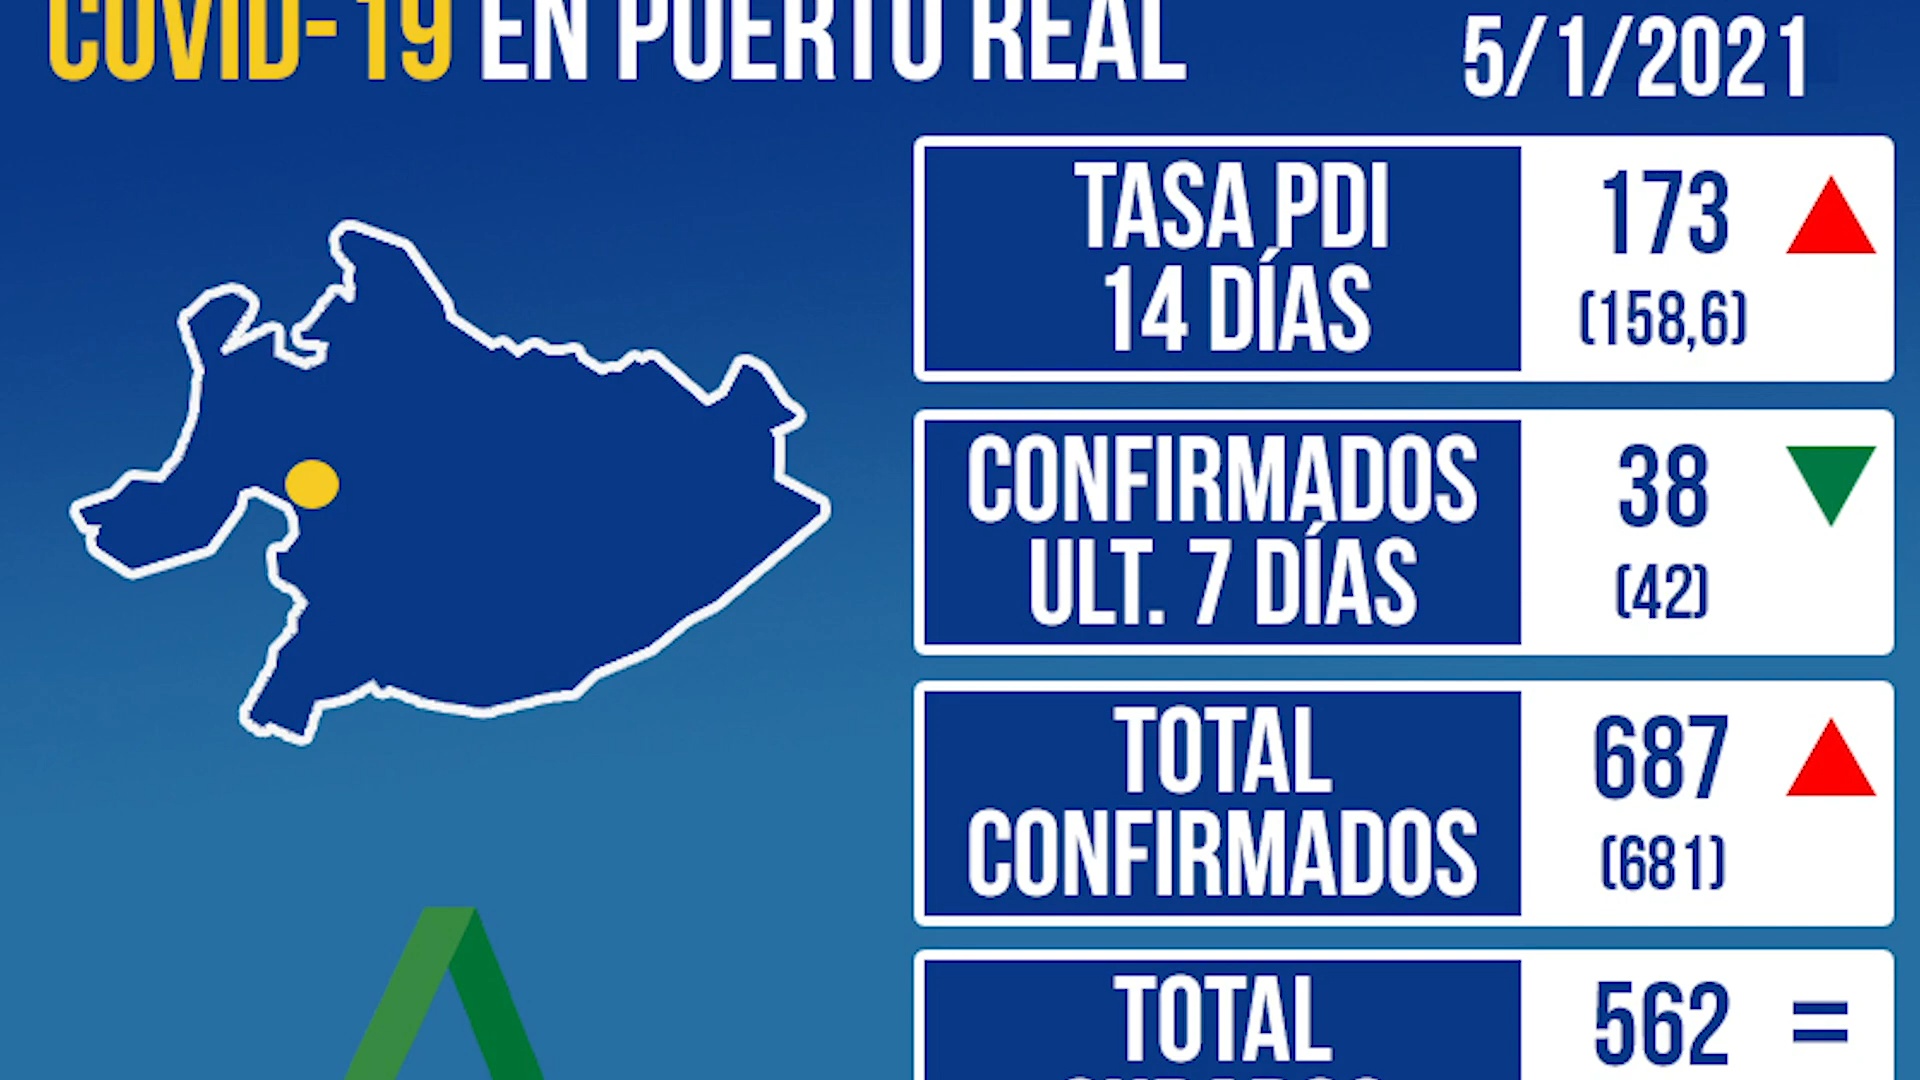 COVID-19 EN PUERTO REAL
5/1/2021
TASA PDI
14 DÍAS
173
(158,6)
CONFIRMADOS
ULT. 7 DÍAS
38
(42)
TOTAL
CONFIRMADOS
687
(681)
TOTAL
562 =